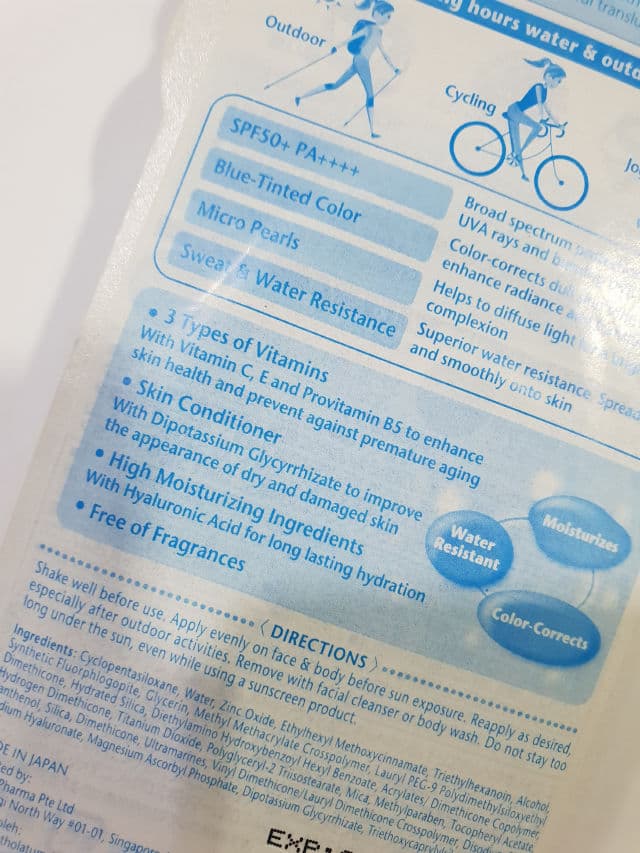 hours water &
Outdoor
Cycling
SPF50+ PA++++
Blue-Tinted Color
Micro Pearls
Sweat & Water Resistance
Broad spectrum
UVA rays and
Color-corrects
enhance radiance
Helps to diffuse light
complexion
Superior water resistance.
and smoothly onto skin
• 3 Types of Vitamins
With Vitamin C, E and Provitamin B5 to enhance
skin health and prevent against premature aging
• Skin Conditioner
With Dipotassium Glycyrrhizate to improve
the appearance of dry and damaged skin
• High Moisturizing Ingredients
With Hyaluronic Acid for long lasting hydration
• Free of Fragrances
Water
Resistant
Moisturizes
Color-Corrects
〈 DIRECTIONS 〉
Shake well before use. Apply evenly on face & body before sun exposure. Reapply as desired,
especially after outdoor activities. Remove with facial cleanser or body wash. Do not stay too
long under the sun, even while using a sunscreen product.
Ingredients: Cyclopentasiloxane, Water, Zinc Oxide, Ethylhexyl Methoxycinnamate, Triethylhexanoin, Alcohol,
Synthetic Fluorphlogopite, Glycerin, Methyl Methacrylate Crosspolymer, Lauryl PEG-9 Polydimethylsiloxyethyl
Dimethicone, Hydrated Silica, Diethylamino Hydroxybenzoyl Hexyl Benzoate, Acrylates/ Dimethicone Copolymer,
Hydrogen Dimethicone, Titanium Dioxide, Polyglyceryl-2 Triisostearate, Mica, Methylparaben, Tocopheryl Acetate,
Silica, Dimethicone, Ultramarines, Vinyl Dimethicone/Lauryl Dimethicone Crosspolymer,
Hyaluronate, Magnesium Ascorbyl Phosphate, Dipotassium Glycyrrhizate,
IN JAPAN
by:
Pharma Pte Ltd
North Way #01-01,
EXP